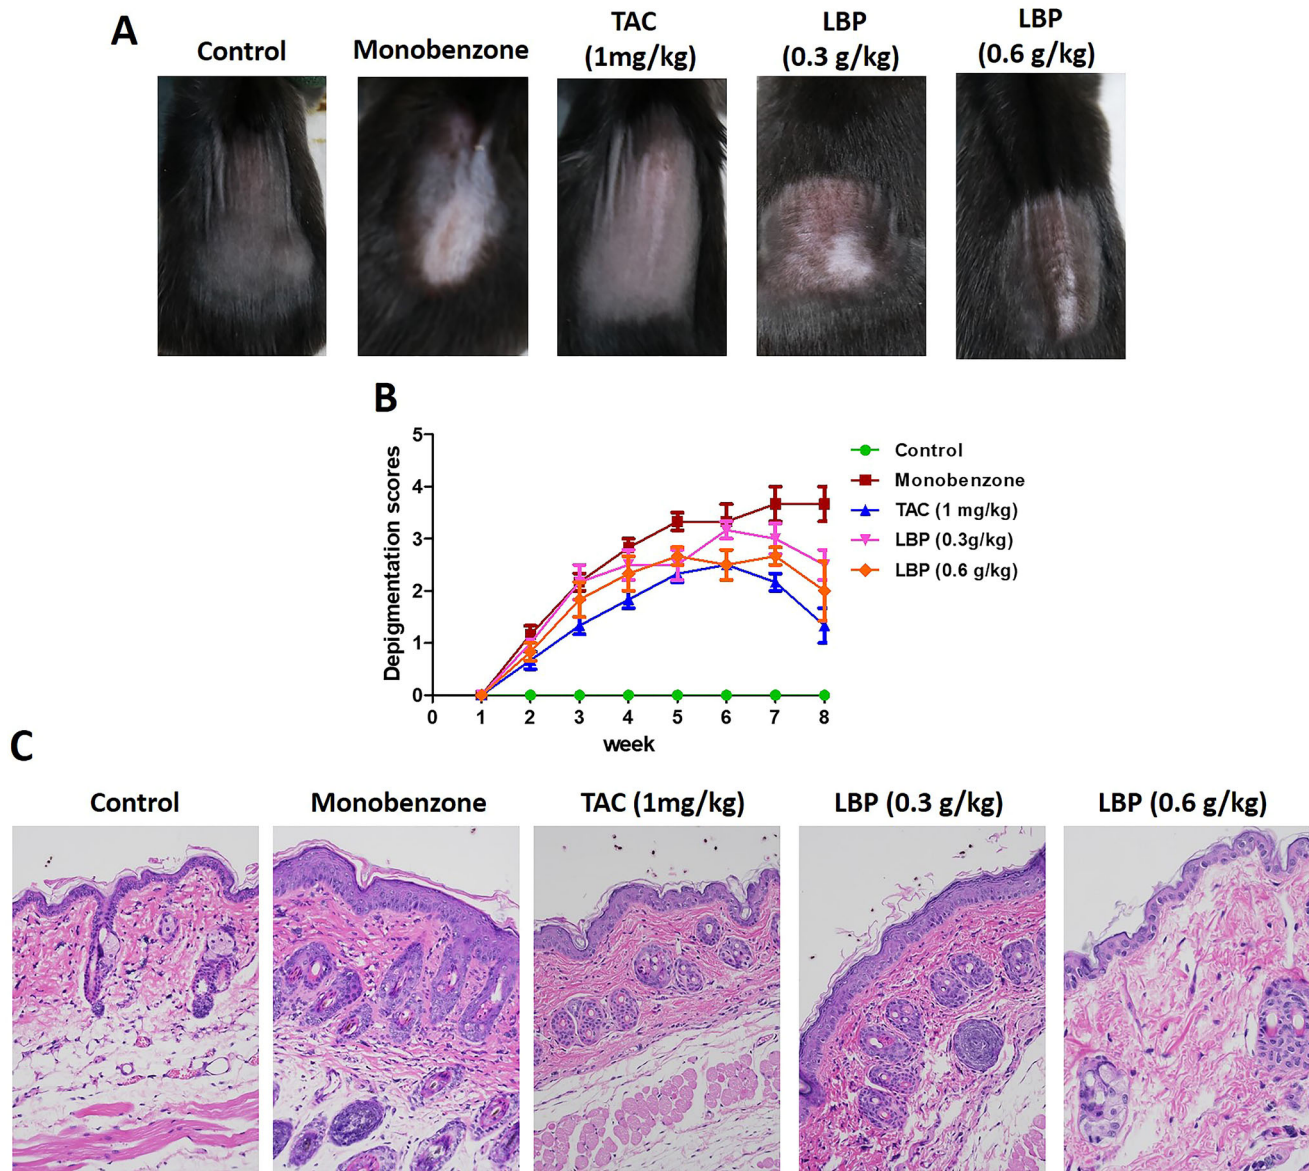 A
Control
Monobenzone
TAC
(1mg/kg)
LBP
(0.3 g/kg)
LBP
(0.6 g/kg)
B
Depigmentation scores
5
4
3
2
1
0
0 1 2 3 4 5 6 7 8
week
Control
Monobenzone
TAC (1 mg/kg)
LBP (0.3g/kg)
LBP (0.6 g/kg)
C
Control
Monobenzone
TAC (1mg/kg)
LBP (0.3 g/kg)
LBP (0.6 g/kg)